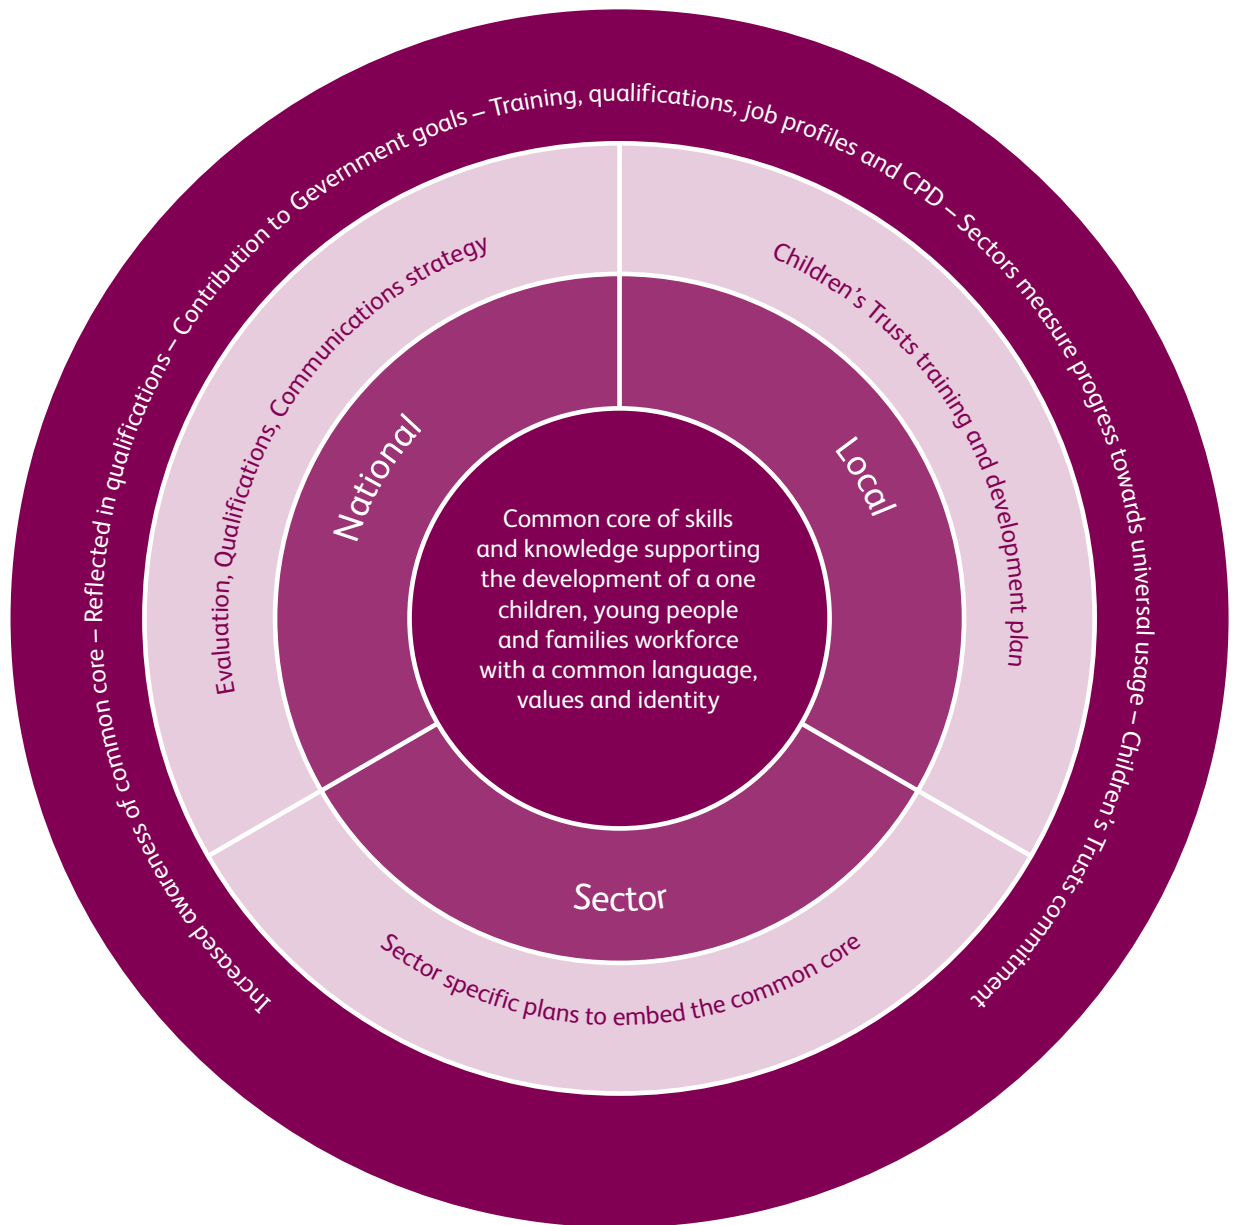 Increased awareness of common core – Reflected in qualifications – Contribution to Gevernment goals – Training, qualifications, job profiles and CPD – Sectors measure progress towards universal usage – Children's Trusts commitment
Evaluation, Qualifications, Communications strategy
Children's Trusts training and development plan
National
Local
Common core of skills
and knowledge supporting
the development of a one
children, young people
and families workforce
with a common language,
values and identity
Sector
Sector specific plans to embed the common core